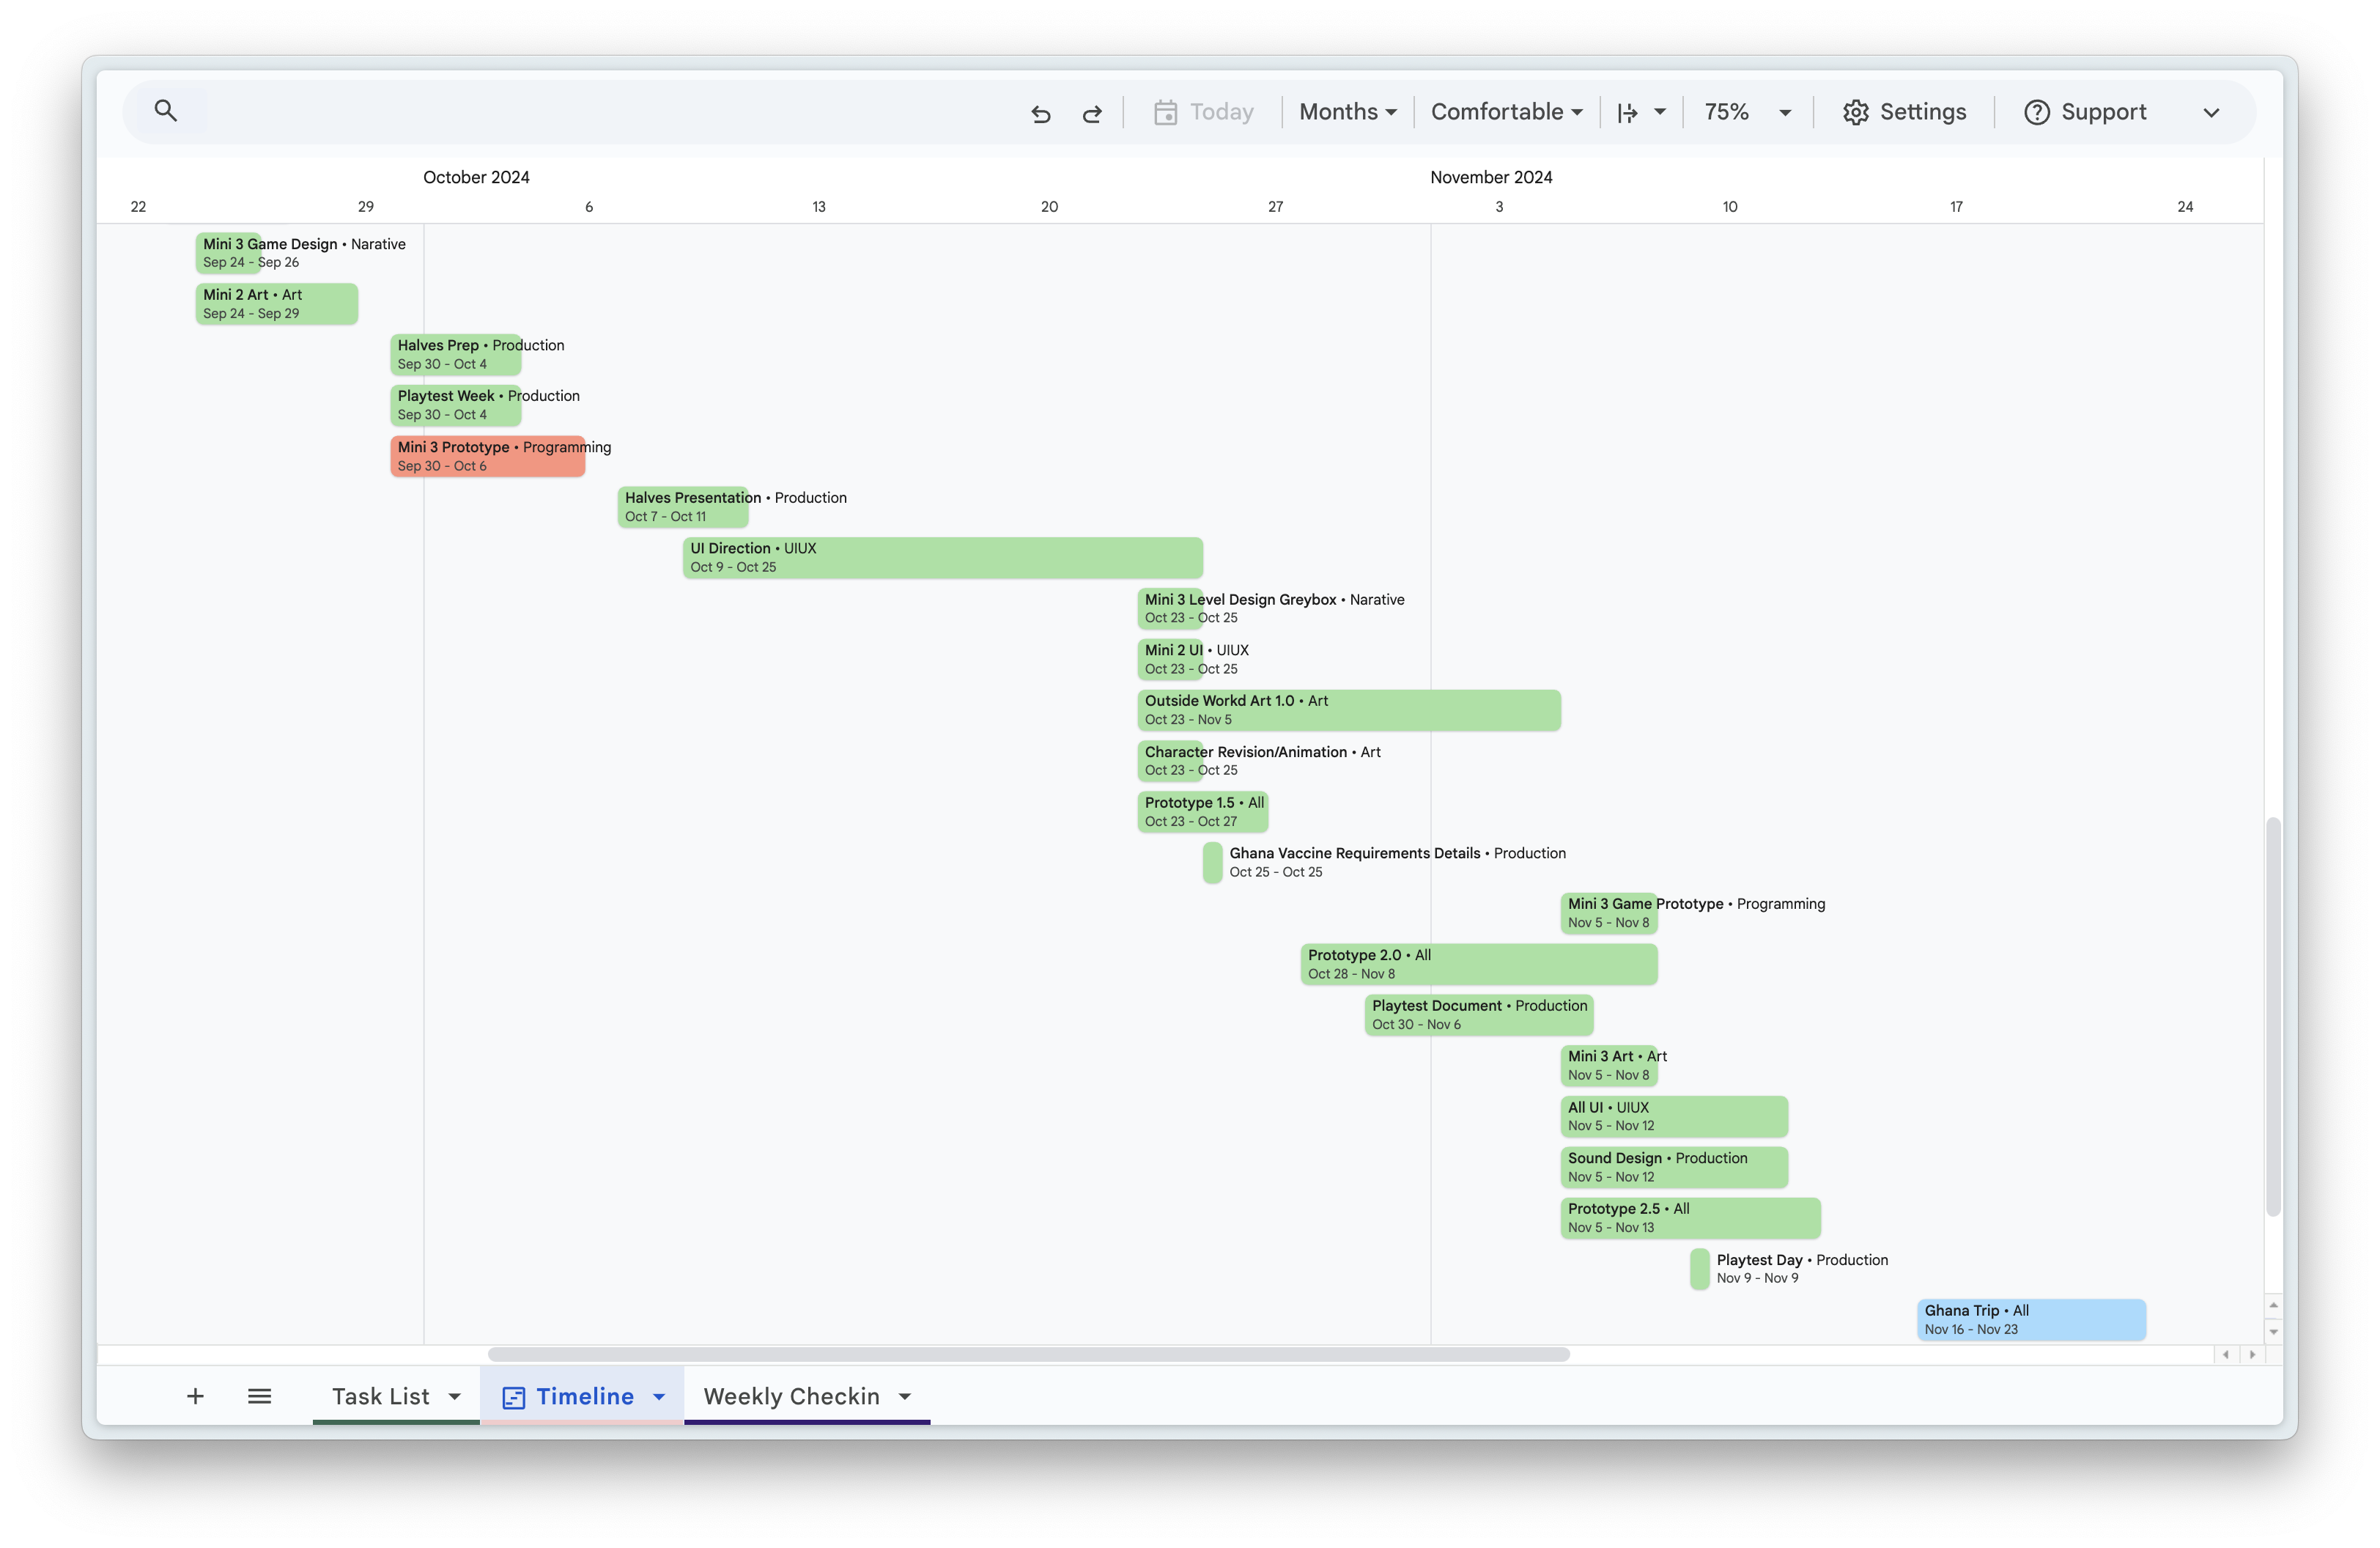 Today
Months
Comfortable
75%
Settings
Support
October 2024
November 2024
22 29 6 13 20 27 3 10 17 24
Mini 3 Game Design • Narative
Sep 24 - Sep 26
Mini 2 Art • Art
Sep 24 - Sep 29
Halves Prep • Production
Sep 30 - Oct 4
Playtest Week • Production
Sep 30 - Oct 4
Mini 3 Prototype • Programming
Sep 30 - Oct 6
Halves Presentation • Production
Oct 7 - Oct 11
UI Direction • UIUX
Oct 9 - Oct 25
Mini 3 Level Design Greybox • Narative
Oct 23 - Oct 25
Mini 2 UI • UIUX
Oct 23 - Oct 25
Outside Workd Art 1.0 • Art
Oct 23 - Nov 5
Character Revision/Animation • Art
Oct 23 - Oct 25
Prototype 1.5 • All
Oct 23 - Oct 27
Ghana Vaccine Requirements Details • Production
Oct 25 - Oct 25
Mini 3 Game Prototype • Programming
Nov 5 - Nov 8
Prototype 2.0 • All
Oct 28 - Nov 8
Playtest Document • Production
Oct 30 - Nov 6
Mini 3 Art • Art
Nov 5 - Nov 8
All UI • UIUX
Nov 5 - Nov 12
Sound Design • Production
Nov 5 - Nov 12
Prototype 2.5 • All
Nov 5 - Nov 13
Playtest Day • Production
Nov 9 - Nov 9
Ghana Trip • All
Nov 16 - Nov 23
Task List
Timeline
Weekly Checkin